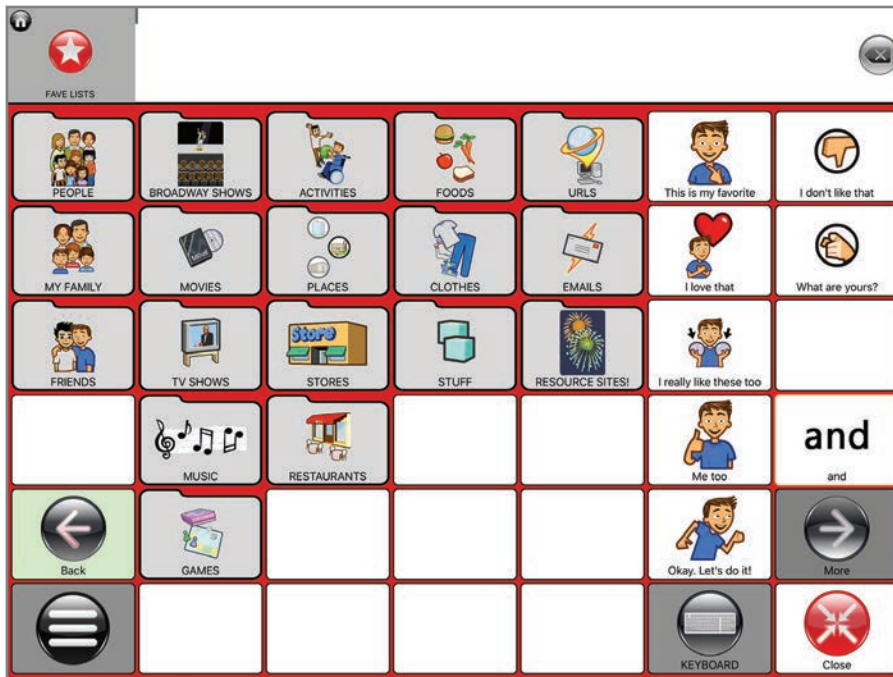 FAVE LISTS
PEOPLE
BROADWAY SHOWS
ACTIVITIES
FOODS
URLS
This is my favorite
I don't like that
MY FAMILY
MOVIES
PLACES
CLOTHES
EMAILS
I love that
What are yours?
FRIENDS
TV SHOWS
Store
STORES
STUFF
RESOURCE SITES!
I really like these too
MUSIC
RESTAURANTS
Me too
and
and
Back
GAMES
Okay. Let's do it!
More
KEYBOARD
Close